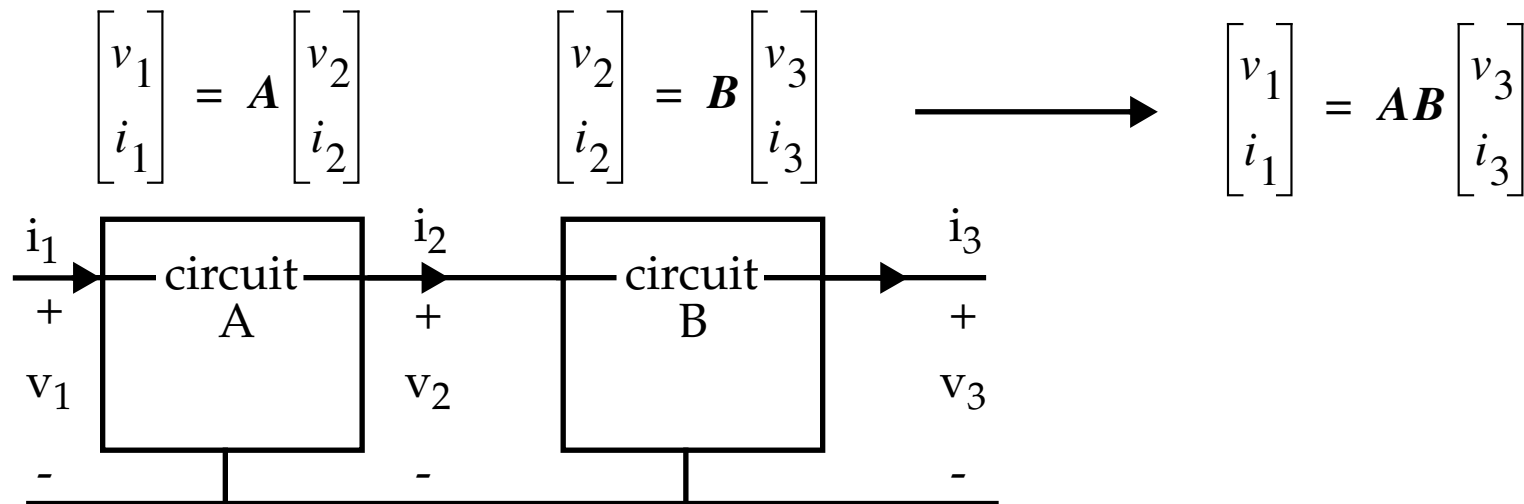 [v1 i1] = A [v2 i2]
[v2 i2] = B [v3 i3]
[v1 i1] = AB [v3 i3]
i1 i2 i3
circuit circuit
A B
+ + +
v1 v2 v3
- - -